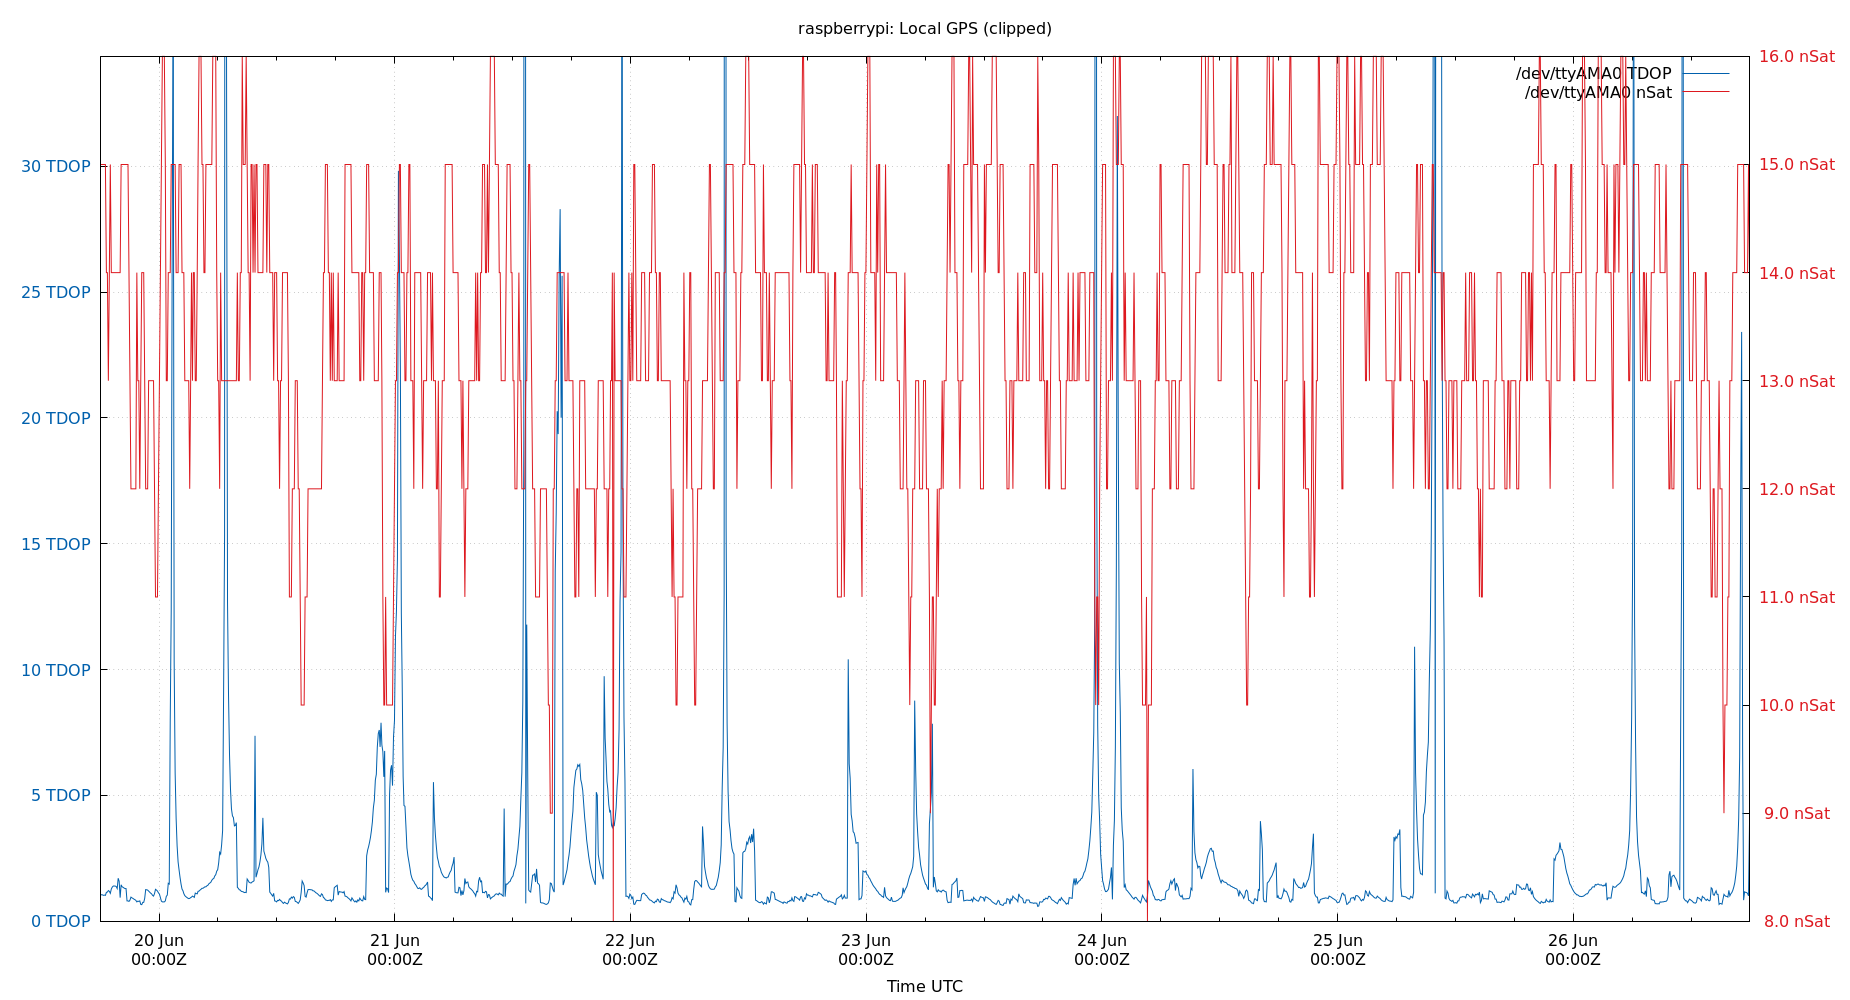 raspberrypi: Local GPS (clipped)
/dev/ttyAMA0 TDOP
/dev/ttyAMA0 nSat
30 TDOP
25 TDOP
20 TDOP
15 TDOP
10 TDOP
5 TDOP
0 TDOP
16.0 nSat
15.0 nSat
14.0 nSat
13.0 nSat
12.0 nSat
11.0 nSat
10.0 nSat
9.0 nSat
8.0 nSat
20 Jun
00:00Z
21 Jun
00:00Z
22 Jun
00:00Z
23 Jun
00:00Z
24 Jun
00:00Z
25 Jun
00:00Z
26 Jun
00:00Z
Time UTC